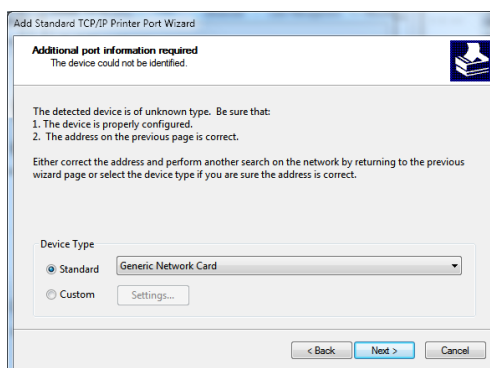 Add Standard TCP/IP Printer Port Wizard
Additional port information required
The device could not be identified.
The detected device is of unknown type. Be sure that:
1. The device is properly configured.
2. The address on the previous page is correct.
Either correct the address and perform another search on the network by returning to the previous
wizard page or select the device type if you are sure the address is correct.
Device Type
Standard
Generic Network Card
Custom
Settings...
< Back
Next >
Cancel